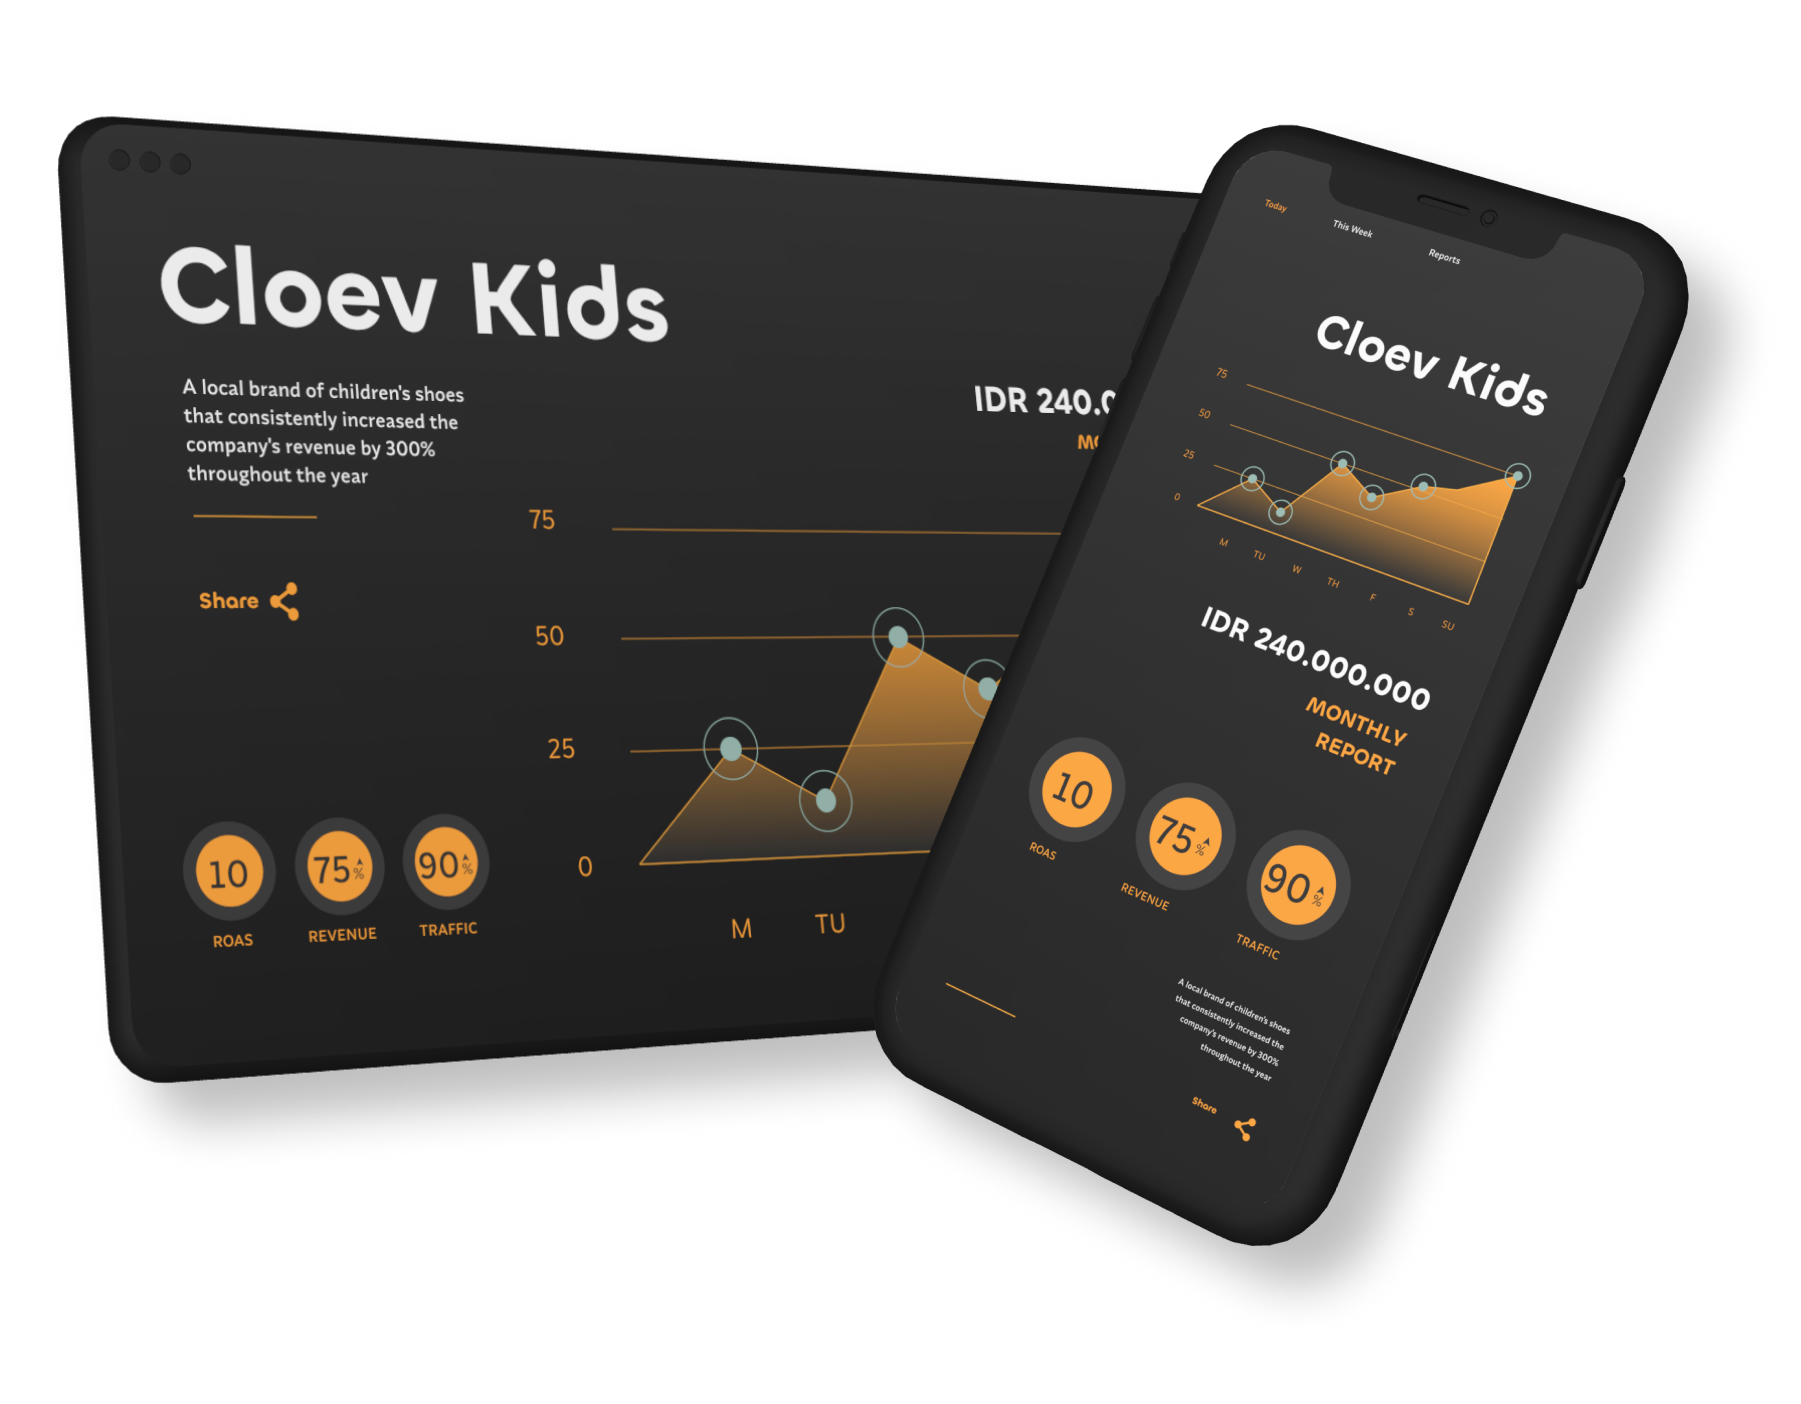 Cloev Kids
A local brand of children's shoes
that consistently increased the
company's revenue by 300%
throughout the year
Share
IDR 240.0
75
50
25
0
M TU
10
75 %
90 %
ROAS
REVENUE
TRAFFIC
Today
This Week
Reports
Cloev Kids
75
50
25
0
M TU W TH F S SU
IDR 240.000.000
MONTHLY
REPORT
10
75 %
90 %
ROAS
REVENUE
TRAFFIC
A local brand of children's shoes
that consistently increased the
company's revenue by 300%
throughout the year
Share